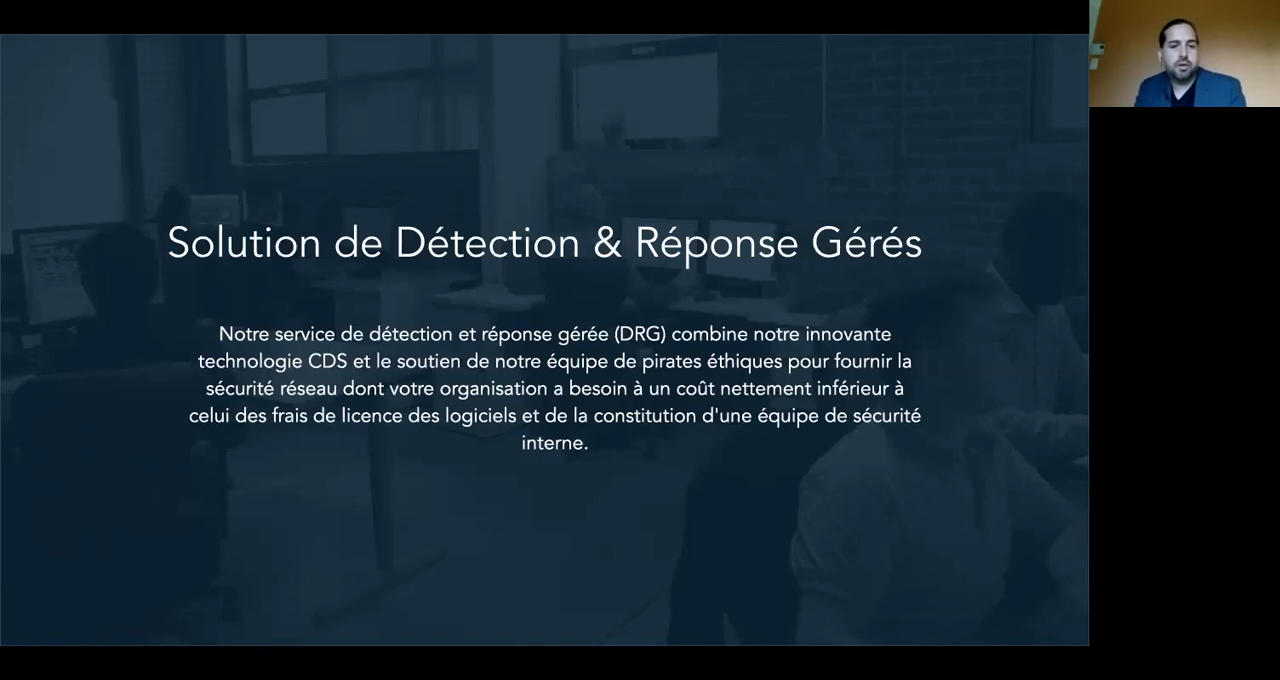 Solution de Détection & Réponse Gérés
Notre service de détection et réponse gérée (DRG) combine notre innovante
technologie CDS et le soutien de notre équipe de pirates éthiques pour fournir la
sécurité réseau dont votre organisation a besoin à un coût nettement inférieur à
celui des frais de licence des logiciels et de la constitution d'une équipe de sécurité
interne.